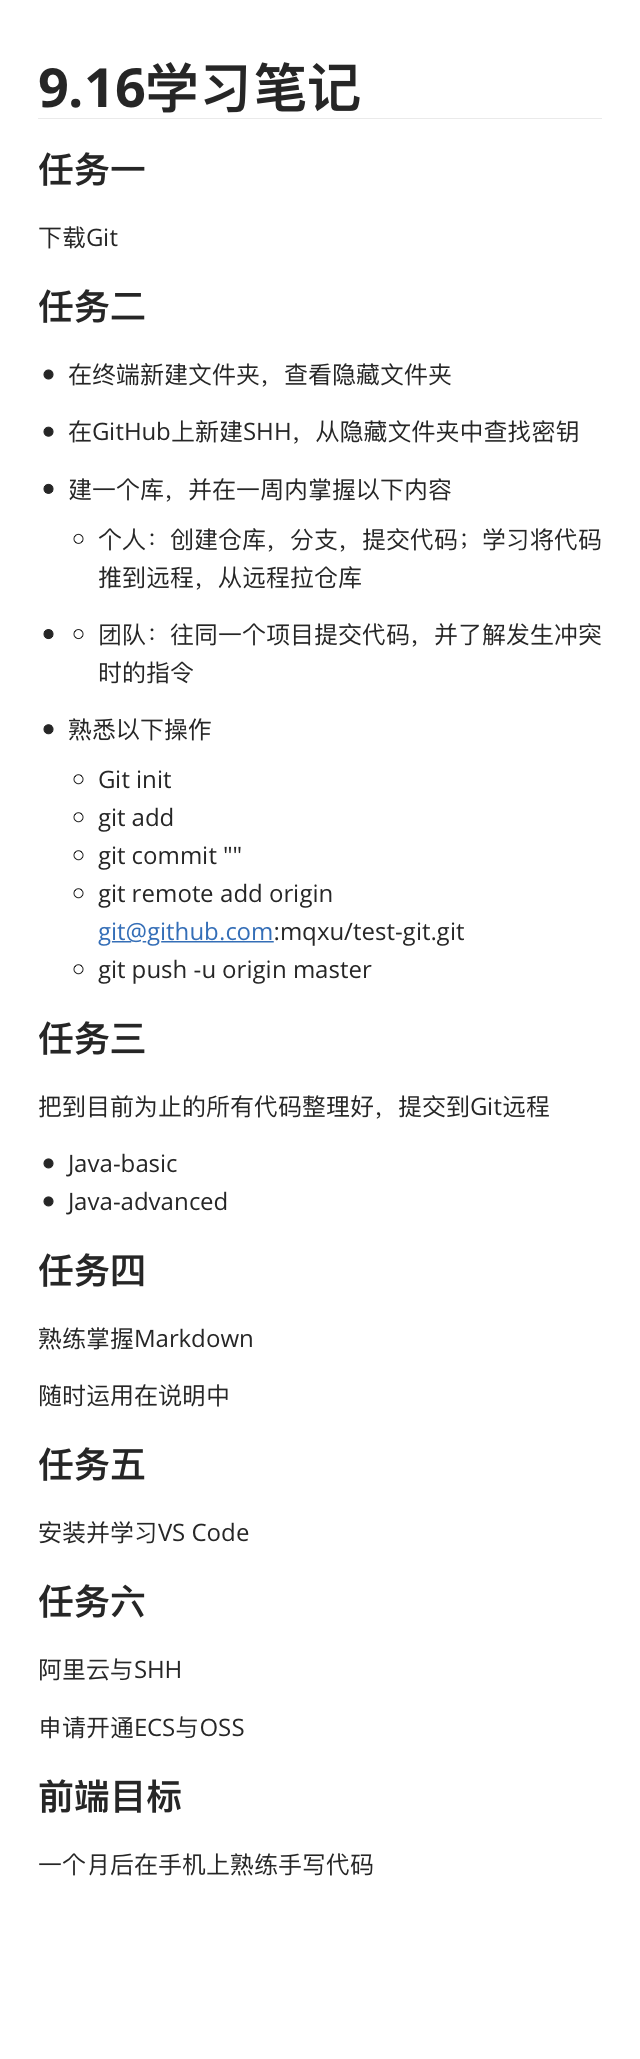 9.16学习笔记
任务一
下载Git
任务二
在终端新建文件夹，查看隐藏文件夹
在GitHub上新建SHH，从隐藏文件夹中查找密钥
建一个库，并在一周内掌握以下内容
个人：创建仓库，分支，提交代码；学习将代码
推到远程，从远程拉仓库
团队：往同一个项目提交代码，并了解发生冲突
时的指令
熟悉以下操作
Git init
git add
git commit ""
git remote add origin
git@github.com:mqxu/test-git.git
git push -u origin master
任务三
把到目前为止的所有代码整理好，提交到Git远程
Java-basic
Java-advanced
任务四
熟练掌握Markdown
随时运用在说明中
任务五
安装并学习VS Code
任务六
阿里云与SHH
申请开通ECS与OSS
前端目标
一个月后在手机上熟练手写代码